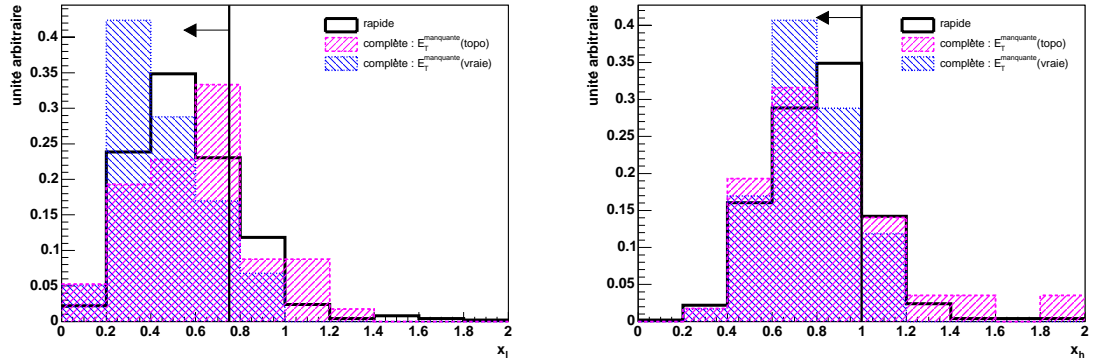 unité arbitraire
0.4
0.35
0.3
0.25
0.2
0.15
0.1
0.05
0
rapide
complète : E_T^manquante (topo)
complète : E_T^manquante (vraie)
0 0.2 0.4 0.6 0.8 1 1.2 1.4 1.6 1.8 2
x_l
unité arbitraire
0.4
0.35
0.3
0.25
0.2
0.15
0.1
0.05
0
rapide
complète : E_T^manquante (topo)
complète : E_T^manquante (vraie)
0 0.2 0.4 0.6 0.8 1 1.2 1.4 1.6 1.8 2
x_h